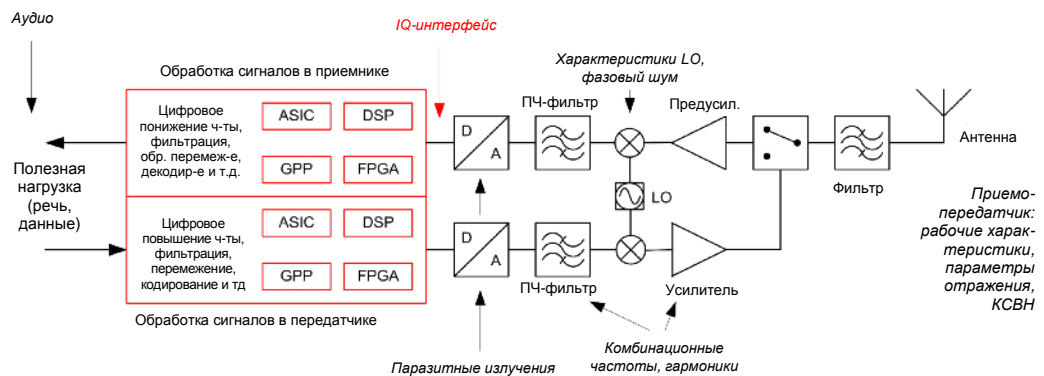 Аудио
IQ-интерфейс
Обработка сигналов в приемнике
Характеристики LO,
фазовый шум
Цифровое
понижение ч-ты,
фильтрация,
обр. перемеж-е,
декодир-е и т.д.
ASIC
DSP
GPP
FPGA
D
A
ПЧ-фильтр
Предусил.
Фильтр
Антенна
LO
Полезная
нагрузка
(речь,
данные)
Цифровое
повышение ч-ты,
фильтрация,
перемежение,
кодирование и тд
ASIC
DSP
GPP
FPGA
D
A
ПЧ-фильтр
Усилитель
Приемо-
передатчик:
рабочие харак-
теристики,
параметры
отражения,
КСВН
Обработка сигналов в передатчике
Паразитные излучения
Комбинационные
частоты, гармоники